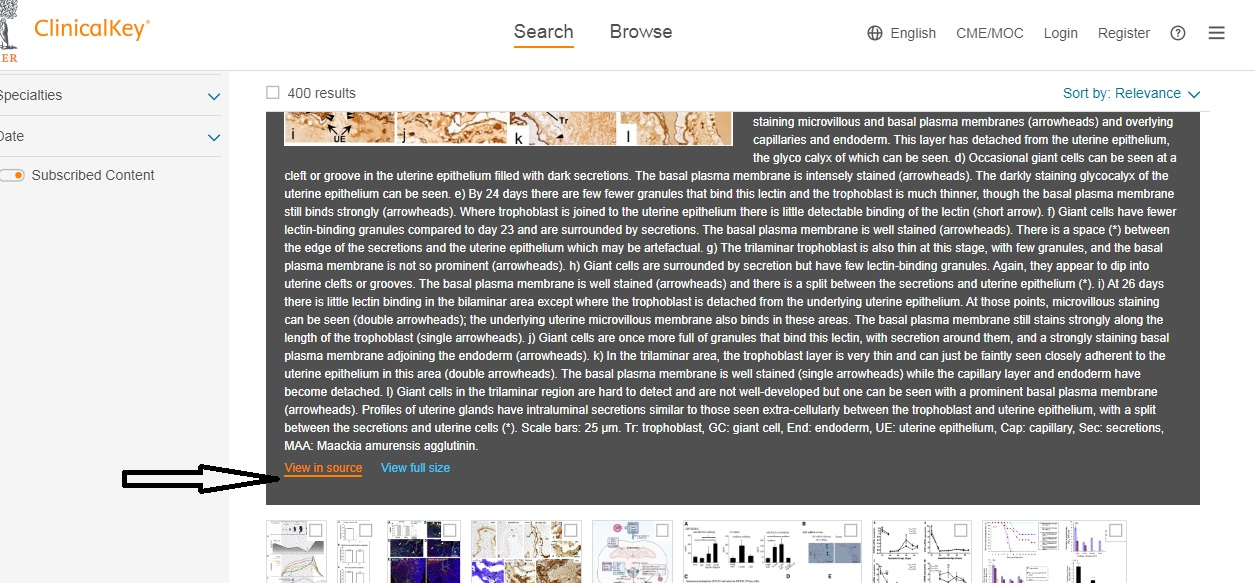 ClinicalKey®
Search
Browse
English
CME/MOC
Login
Register
?
ER
Specialties
Date
Subscribed Content
400 results
Sort by: Relevance
i
UE
j
k
Tr
l
staining microvillous and basal plasma membranes (arrowheads) and overlying
capillaries and endoderm. This layer has detached from the uterine epithelium,
the glyco calyx of which can be seen. d) Occasional giant cells can be seen at a
cleft or groove in the uterine epithelium filled with dark secretions. The basal plasma membrane is intensely stained (arrowheads). The darkly staining glycocalyx of the
uterine epithelium can be seen. e) By 24 days there are few fewer granules that bind this lectin and the trophoblast is much thinner, though the basal plasma membrane
still binds strongly (arrowheads). Where trophoblast is joined to the uterine epithelium there is little detectable binding of the lectin (short arrow). f) Giant cells have fewer
lectin-binding granules compared to day 23 and are surrounded by secretions. The basal plasma membrane is well stained (arrowheads). There is a space (*) between
the edge of the secretions and the uterine epithelium which may be artefactual. g) The trilaminar trophoblast is also thin at this stage, with few granules, and the basal
plasma membrane is not so prominent (arrowheads). h) Giant cells are surrounded by secretion but have few lectin-binding granules. Again, they appear to dip into
uterine clefts or grooves. The basal plasma membrane is well stained (arrowheads) and there is a split between the secretions and uterine epithelium (*). i) At 26 days
there is little lectin binding in the bilaminar area except where the trophoblast is detached from the underlying uterine epithelium. At those points, microvillous staining
can be seen (double arrowheads); the underlying uterine microvillous membrane also binds in these areas. The basal plasma membrane still stains strongly along the
length of the trophoblast (single arrowheads). j) Giant cells are once more full of granules that bind this lectin, with secretion around them, and a strongly staining basal
plasma membrane adjoining the endoderm (arrowheads). k) In the trilaminar area, the trophoblast layer is very thin and can just be faintly seen closely adherent to the
uterine epithelium in this area (double arrowheads). The basal plasma membrane is well stained (single arrowheads) while the capillary layer and endoderm have
become detached. l) Giant cells in the trilaminar region are hard to detect and are not well-developed but one can be seen with a prominent basal plasma membrane
(arrowheads). Profiles of uterine glands have intraluminal secretions similar to those seen extra-cellularly between the trophoblast and uterine epithelium, with a split
between the secretions and uterine cells (*). Scale bars: 25 μm. Tr: trophoblast, GC: giant cell, End: endoderm, UE: uterine epithelium, Cap: capillary, Sec: secretions,
MAA: Maackia amurensis agglutinin.
View in source
View full size
A
B
C
D
E